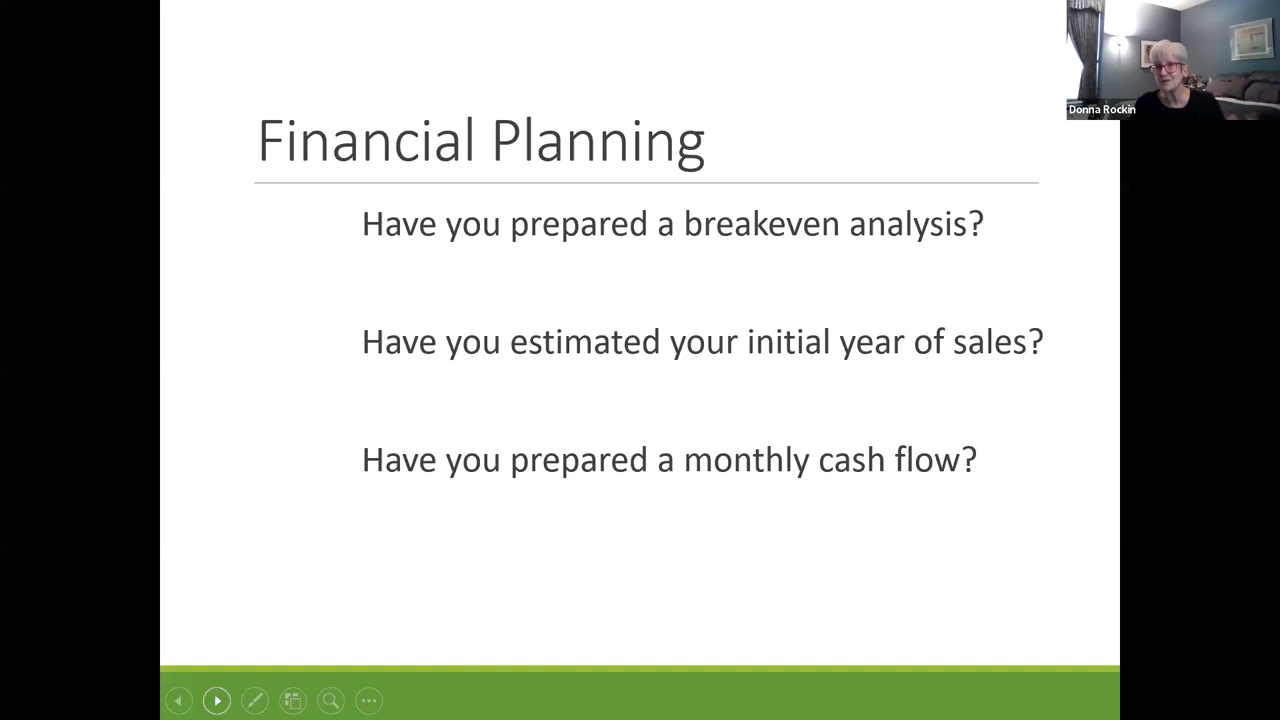 Donna Rockin
Financial Planning
Have you prepared a breakeven analysis?
Have you estimated your initial year of sales?
Have you prepared a monthly cash flow?